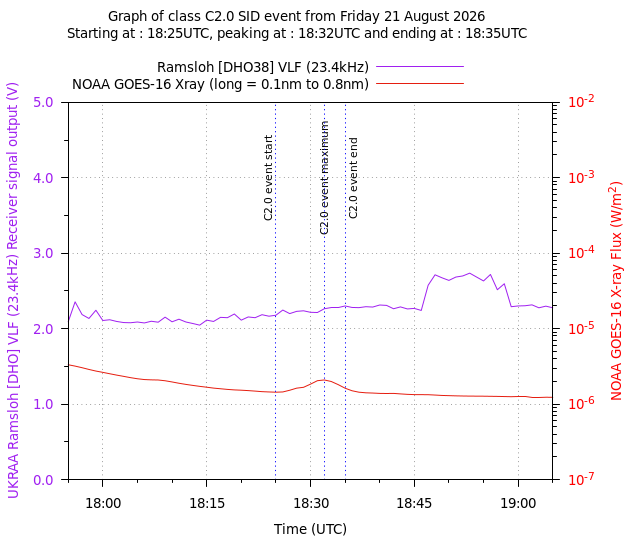 Graph of class C2.0 SID event from Friday 21 August 2026
Starting at : 18:25UTC, peaking at : 18:32UTC and ending at : 18:35UTC
Ramsloh [DHO38] VLF (23.4kHz)
NOAA GOES-16 Xray (long = 0.1nm to 0.8nm)
UKRAA Ramsloh [DHO] VLF (23.4kHz) Receiver signal output (V)
5.0
4.0
3.0
2.0
1.0
0.0
C2.0 event start
C2.0 event maximum
C2.0 event end
10⁻²
10⁻³
10⁻⁴
10⁻⁵
10⁻⁶
10⁻⁷
NOAA GOES-16 X-ray Flux (W/m²)
18:00 18:15 18:30 18:45 19:00
Time (UTC)